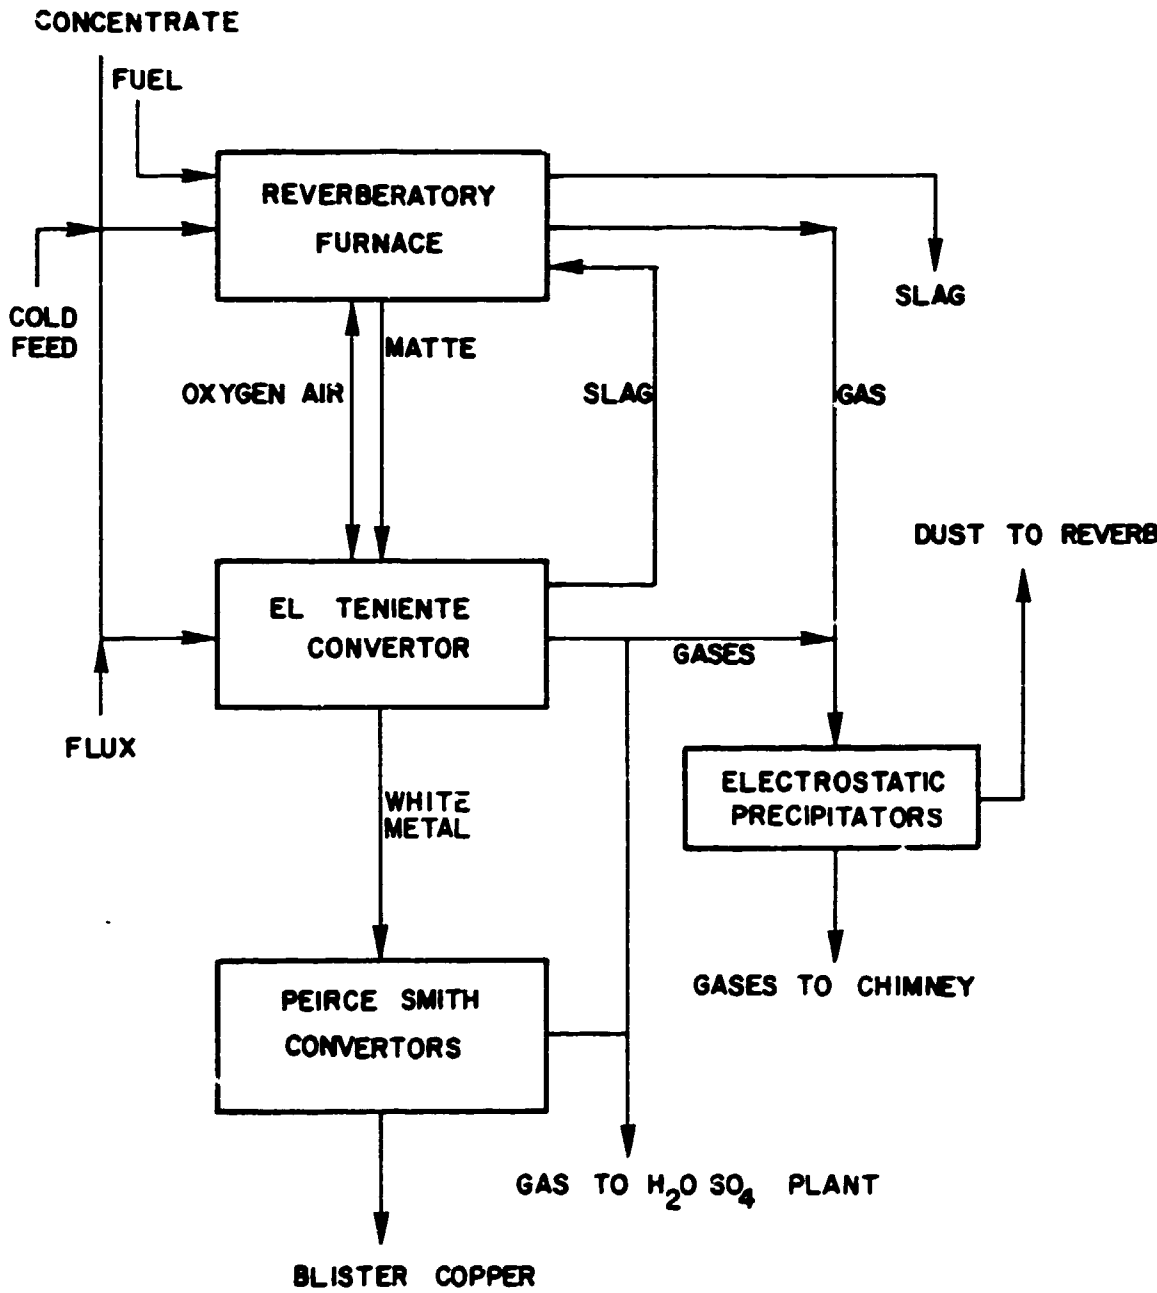 CONCENTRATE
FUEL
REVERBERATORY
FURNACE
COLD
FEED
SLAG
MATTE
OXYGEN AIR
SLAG
GAS
DUST TO REVERB
EL TENIENTE
CONVERTOR
GASES
FLUX
ELECTROSTATIC
PRECIPITATORS
WHITE
METAL
PEIRCE SMITH
CONVERTORS
GASES TO CHIMNEY
GAS TO H₂O SO₄ PLANT
BLISTER COPPER